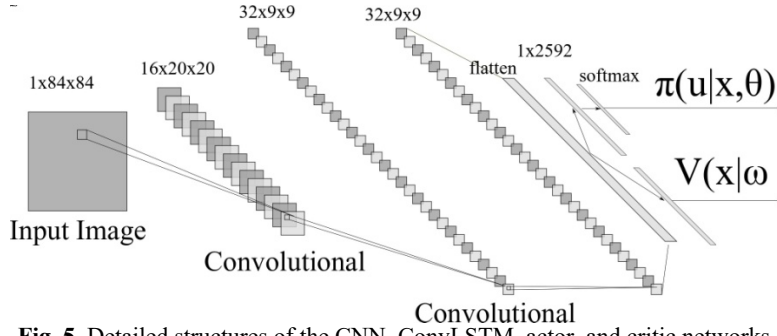 32x9x9
32x9x9
1x84x84
16x20x20
flatten
1x2592
softmax
π(u|x,θ)
V(x|ω
Input Image
Convolutional
Convolutional
Fig. 5. Detailed structures of the CNN, ConvLSTM, actor, and critic networks